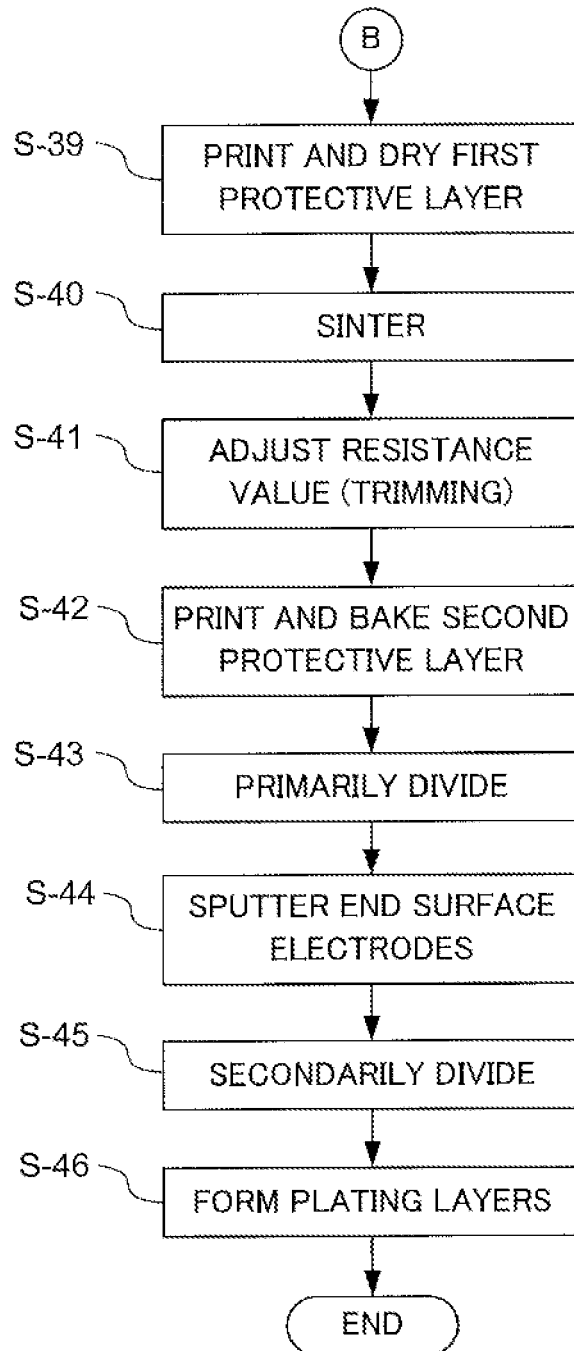 B
S-39
PRINT AND DRY FIRST
PROTECTIVE LAYER
S-40
SINTER
S-41
ADJUST RESISTANCE
VALUE (TRIMMING)
S-42
PRINT AND BAKE SECOND
PROTECTIVE LAYER
S-43
PRIMARILY DIVIDE
S-44
SPUTTER END SURFACE
ELECTRODES
S-45
SECONDARILY DIVIDE
S-46
FORM PLATING LAYERS
END